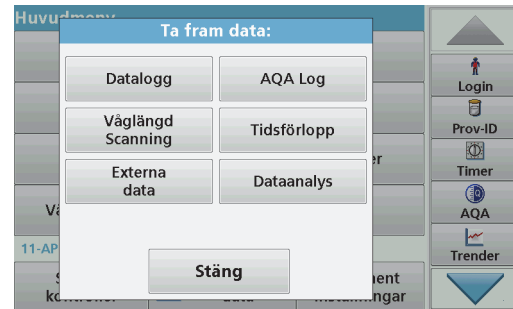 Ta fram data:
Datalogg
AQA Log
Våglängd
Scanning
Tidsförlopp
Externa
data
Dataanalys
Stäng
11-AP
Login
Prov-ID
Timer
AQA
Trender